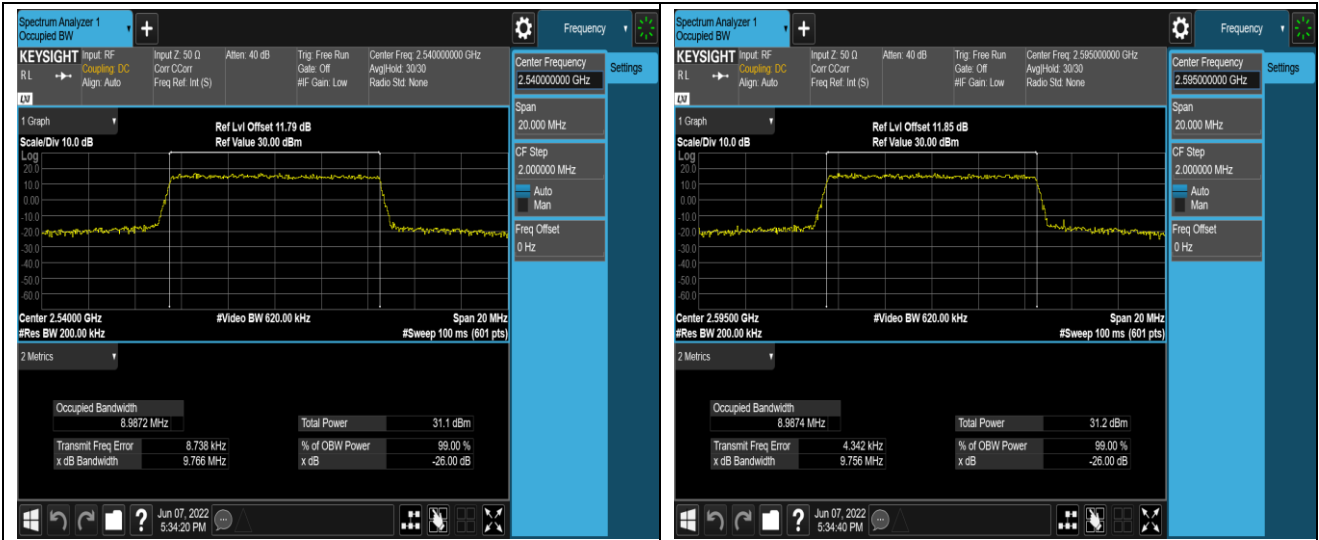 Spectrum Analyzer 1
Occupied BW
+
Frequency
KEYSIGHT Input: RF Input Z: 50 Ω Atten: 40 dB Trig: Free Run Center Freq: 2.540000000 GHz
RL Coupling: DC Corr CCorr Gate: Off Avg|Hold: 30/30
Align: Auto Freq Ref: Int (S) #IF Gain: Low Radio Std: None
LXI
Center Frequency
2.540000000 GHz
Settings
Span
20.000 MHz
CF Step
2.000000 MHz
Auto
Man
Freq Offset
0 Hz
1 Graph
Ref Lvl Offset 11.79 dB
Scale/Div 10.0 dB Ref Value 30.00 dBm
Log
20.0
10.0
0.00
-10.0
-20.0
-30.0
-40.0
-50.0
-60.0
Center 2.54000 GHz #Video BW 620.00 kHz Span 20 MHz
#Res BW 200.00 kHz #Sweep 100 ms (601 pts)
2 Metrics
Occupied Bandwidth
8.9872 MHz Total Power 31.1 dBm
Transmit Freq Error 8.738 kHz % of OBW Power 99.00 %
x dB Bandwidth 9.766 MHz x dB -26.00 dB
?
Jun 07, 2022
5:34:20 PM
Spectrum Analyzer 1
Occupied BW
+
Frequency
KEYSIGHT Input: RF Input Z: 50 Ω Atten: 40 dB Trig: Free Run Center Freq: 2.595000000 GHz
RL Coupling: DC Corr CCorr Gate: Off Avg|Hold: 30/30
Align: Auto Freq Ref: Int (S) #IF Gain: Low Radio Std: None
LXI
Center Frequency
2.595000000 GHz
Settings
Span
20.000 MHz
CF Step
2.000000 MHz
Auto
Man
Freq Offset
0 Hz
1 Graph
Ref Lvl Offset 11.85 dB
Scale/Div 10.0 dB Ref Value 30.00 dBm
Log
20.0
10.0
0.00
-10.0
-20.0
-30.0
-40.0
-50.0
-60.0
Center 2.59500 GHz #Video BW 620.00 kHz Span 20 MHz
#Res BW 200.00 kHz #Sweep 100 ms (601 pts)
2 Metrics
Occupied Bandwidth
8.9874 MHz Total Power 31.2 dBm
Transmit Freq Error 4.342 kHz % of OBW Power 99.00 %
x dB Bandwidth 9.756 MHz x dB -26.00 dB
?
Jun 07, 2022
5:34:40 PM